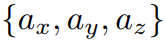 {a_x, a_y, a_z}